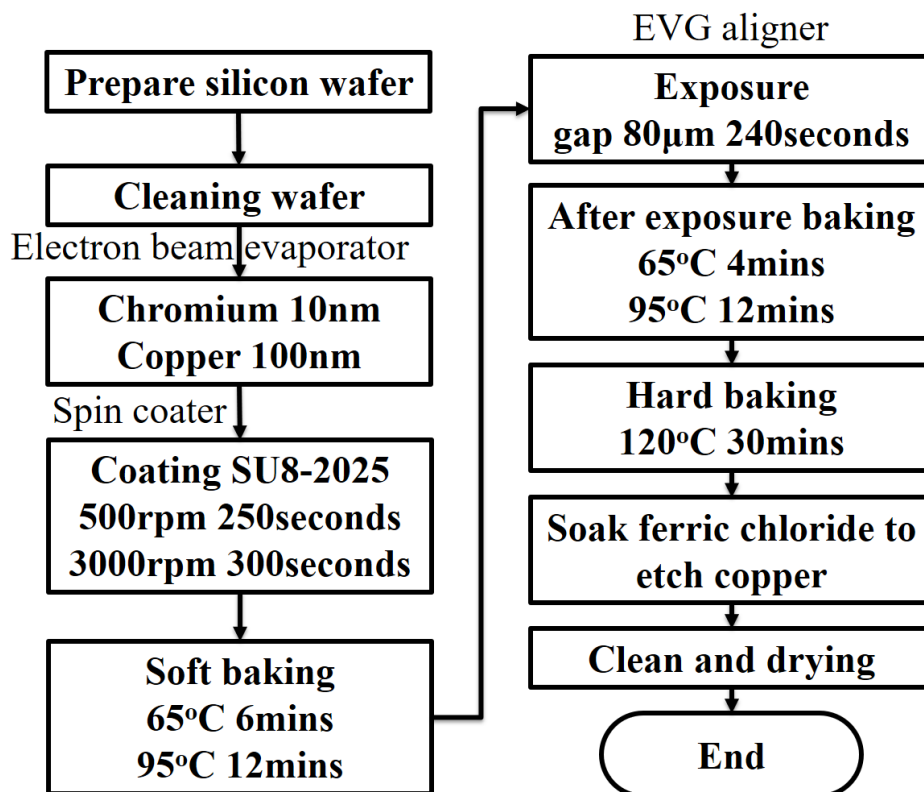 Prepare silicon wafer
Cleaning wafer
Electron beam evaporator
Chromium 10nm
Copper 100nm
Spin coater
Coating SU8-2025
500rpm 250seconds
3000rpm 300seconds
Soft baking
65°C 6mins
95°C 12mins
EVG aligner
Exposure
gap 80μm 240seconds
After exposure baking
65°C 4mins
95°C 12mins
Hard baking
120°C 30mins
Soak ferric chloride to
etch copper
Clean and drying
End